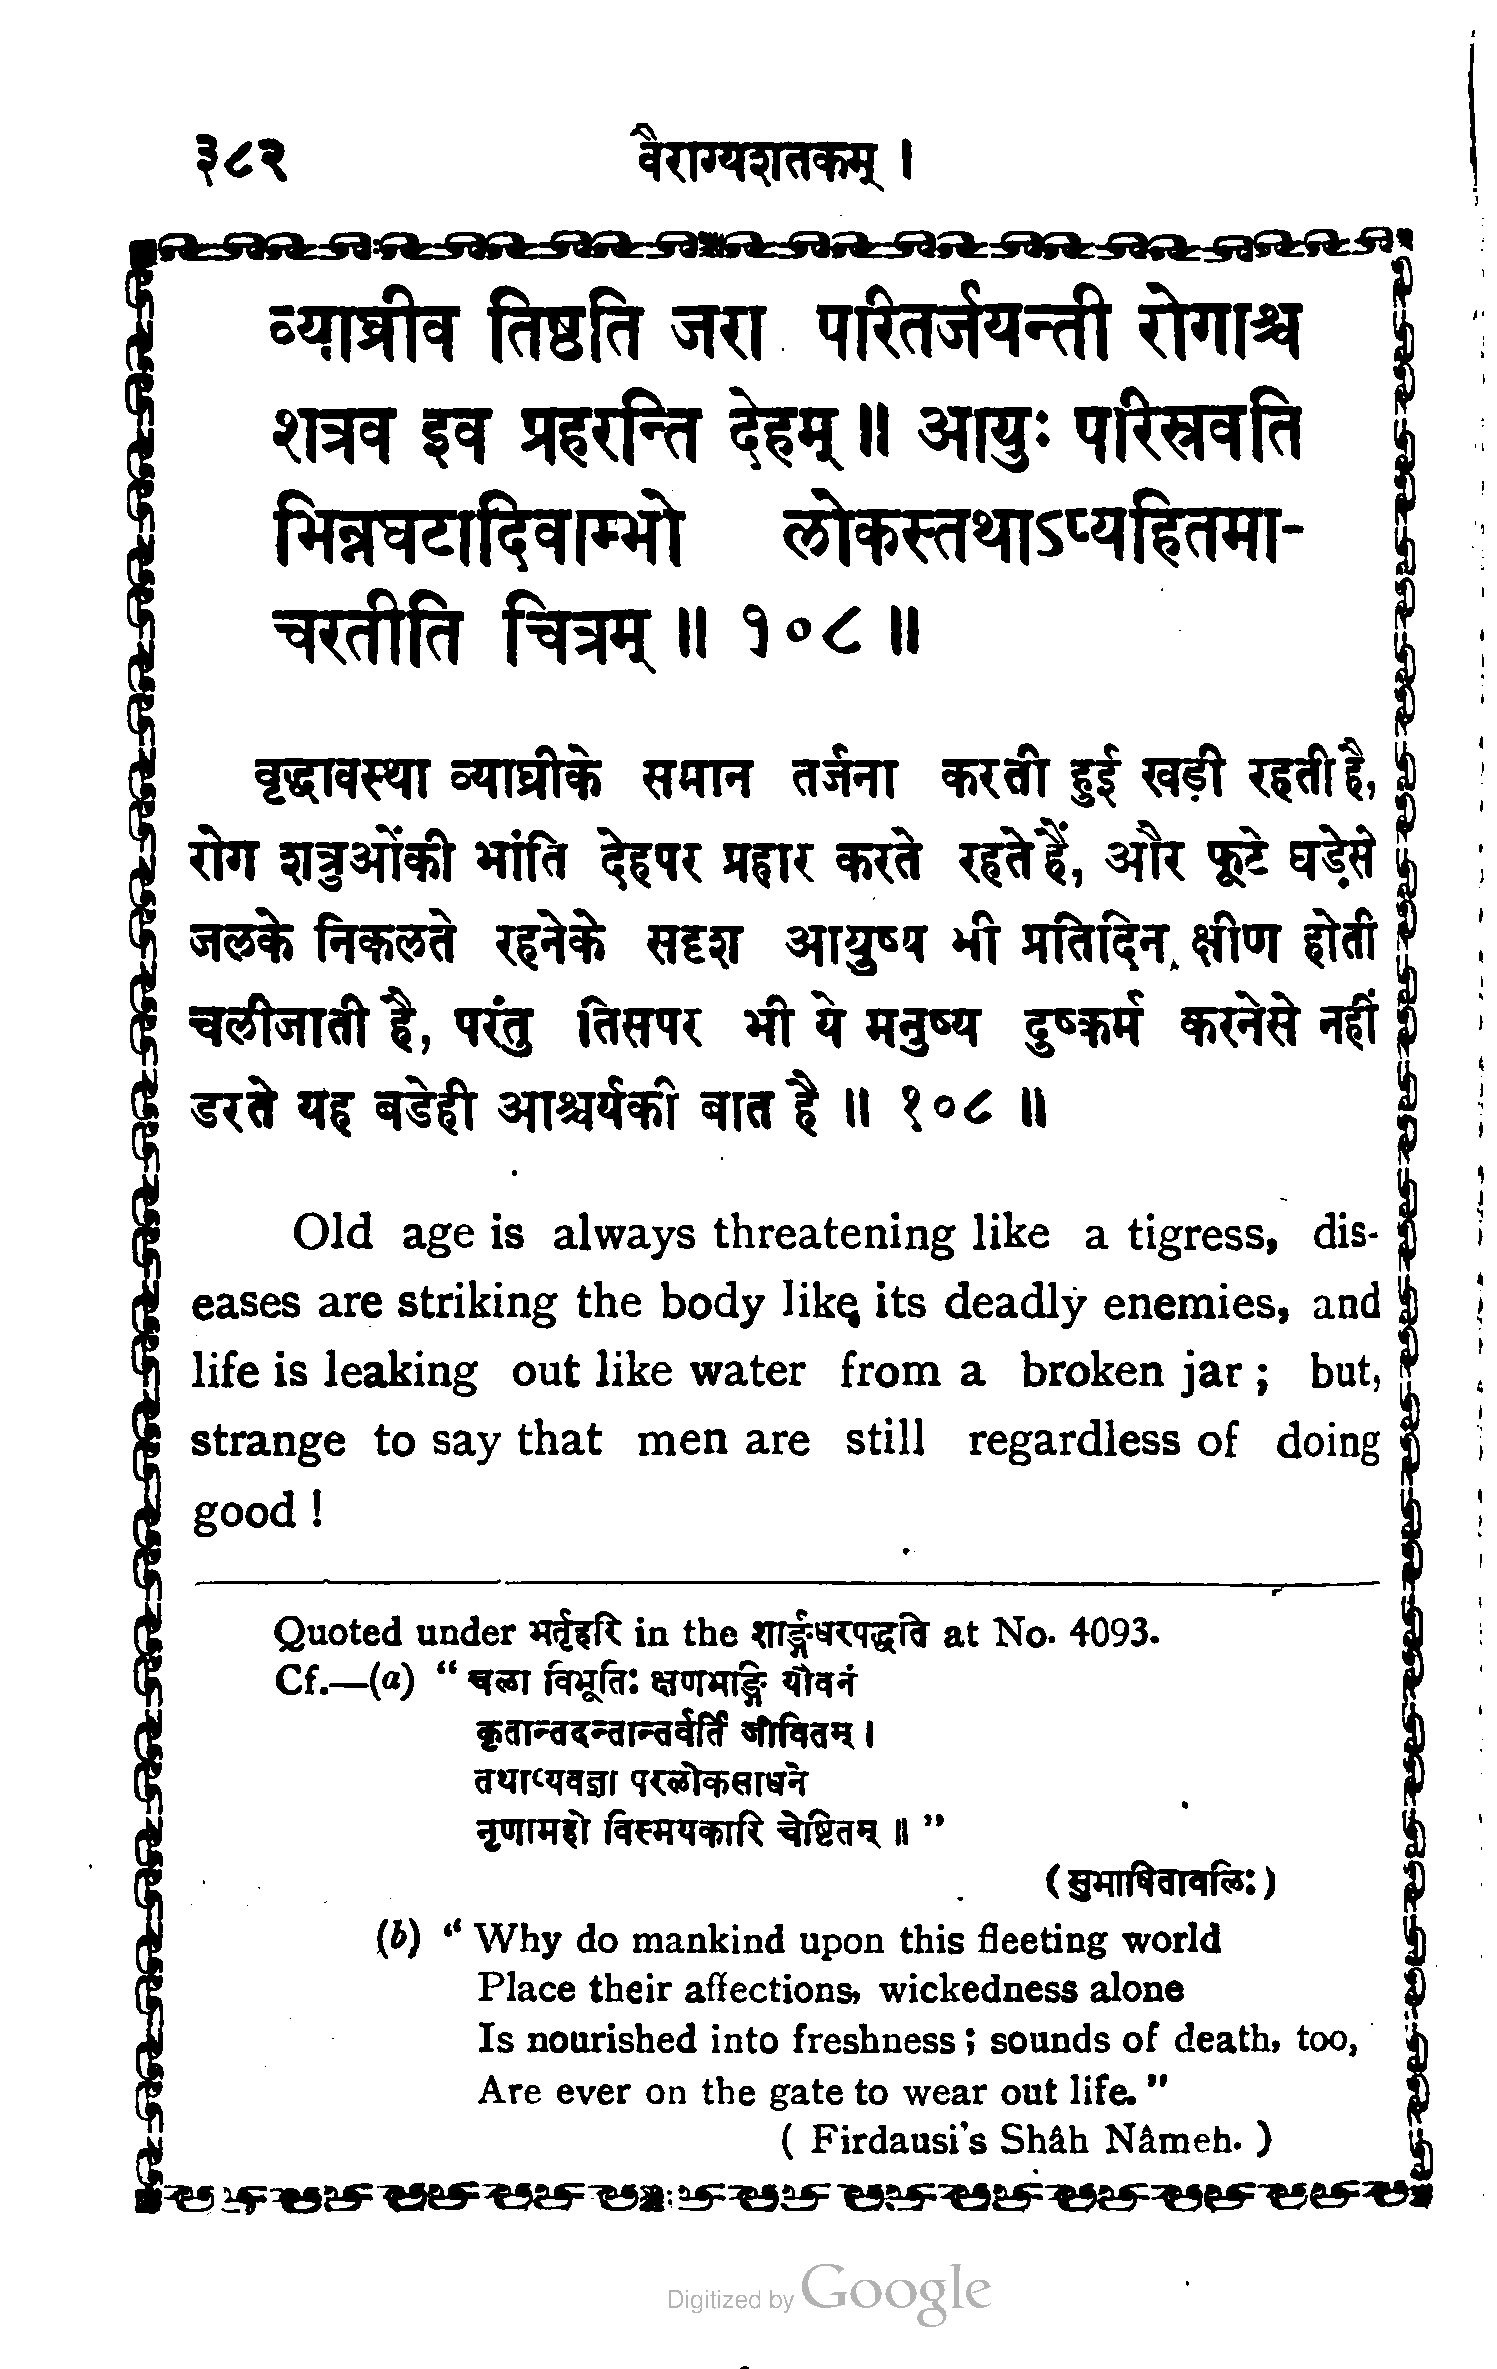 ३८२ वैराग्यशतकम् ।
व्याघ्रीव तिष्ठति जरा परितर्जयन्ती रोगाश्च
शत्रव इव प्रहरन्ति देहम् ॥ आयुः परिस्रवति
भिन्नघटादिवाम्भो लोकस्तथाऽप्यहितमा-
चरतीति चित्रम् ॥ १०८ ॥
वृद्धावस्था व्याघ्रीके समान तर्जना करती हुई खड़ी रहती है,
रोग शत्रुओंकी भांति देहपर प्रहार करते रहते हैं, और फूटे घड़ेसे
जलके निकलते रहनेके सदृश आयुष्य भी प्रतिदिन क्षीण होती
चलीजाती है, परंतु तिसपर भी ये मनुष्य दुष्कर्म करनेसे नहीं
डरते यह बडेही आश्चर्यकी बात है ॥ १०८ ॥
Old age is always threatening like a tigress, dis-
eases are striking the body like its deadly enemies, and
life is leaking out like water from a broken jar ; but,
strange to say that men are still regardless of doing
good !
Quoted under भर्तृहरि in the शार्ङ्गधरपद्धति at No. 4093.
Cf.—(a) “ चला विभूतिः क्षणभाङ्गि यौवनं
कृतान्तदन्तान्तर्वर्ति जीवितम् ।
तथाप्यवज्ञा परलोकसाधने
नृणामहो विस्मयकारि चेष्टितम् ॥ ”
( सुभाषितावलिः )
(b) “ Why do mankind upon this fleeting world
Place their affections, wickedness alone
Is nourished into freshness ; sounds of death, too,
Are ever on the gate to wear out life. ”
( Firdausi's Shâh Nâmeh. )
Digitized by Google